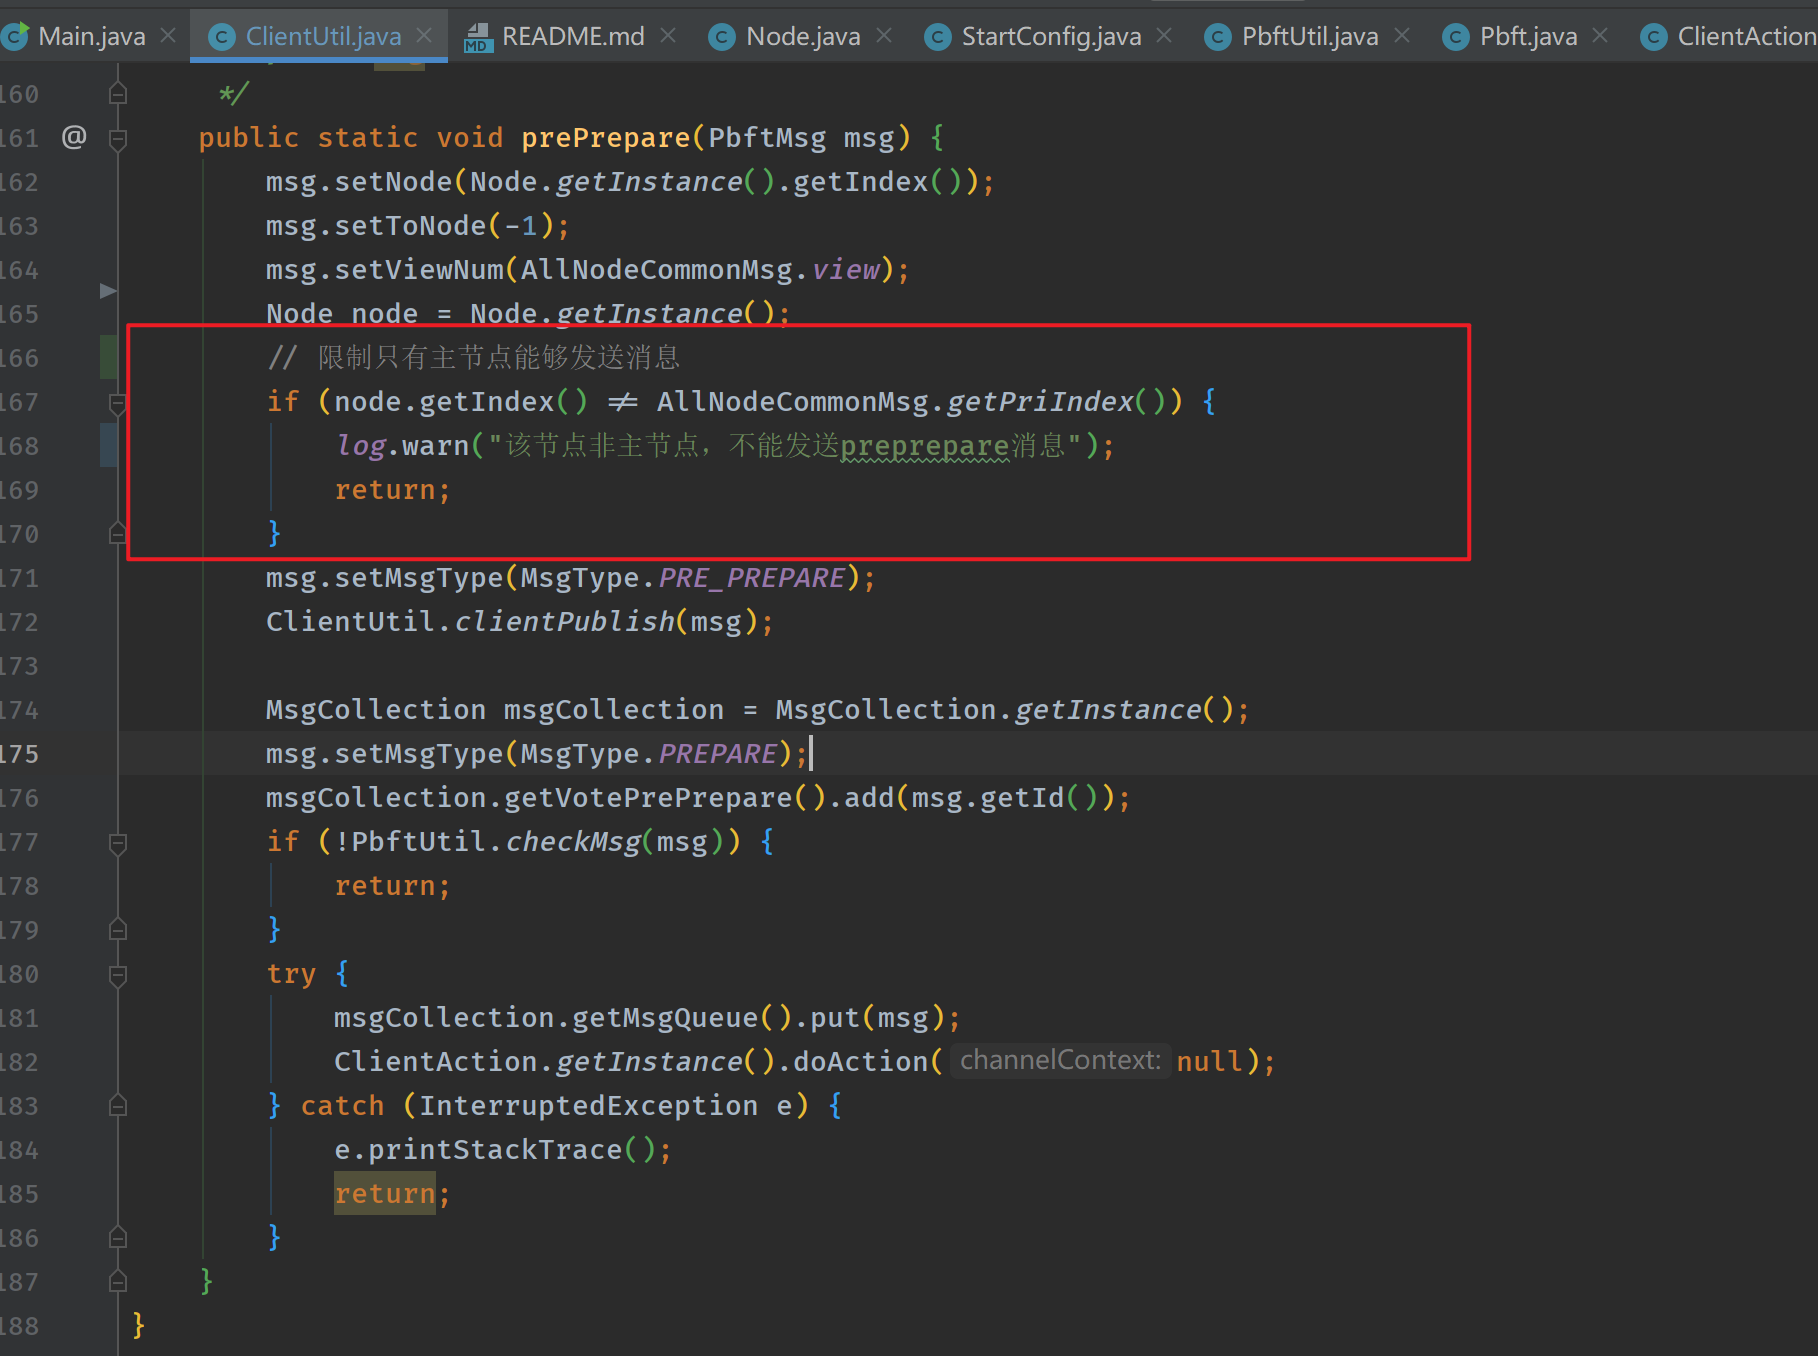 Main.java ClientUtil.java README.md Node.java StartConfig.java PbftUtil.java Pbft.java ClientAction
160 */
161 @ public static void prePrepare(PbftMsg msg) {
162 msg.setNode(Node.getInstance().getIndex());
163 msg.setToNode(-1);
164 msg.setViewNum(AllNodeCommonMsg.view);
165 Node node = Node.getInstance();
166 // 限制只有主节点能够发送消息
167 if (node.getIndex() != AllNodeCommonMsg.getPriIndex()) {
168 log.warn("该节点非主节点，不能发送preprepare消息");
169 return;
170 }
171 msg.setMsgType(MsgType.PRE_PREPARE);
172 ClientUtil.clientPublish(msg);
173
174 MsgCollection msgCollection = MsgCollection.getInstance();
175 msg.setMsgType(MsgType.PREPARE);
176 msgCollection.getVotePrePrepare().add(msg.getId());
177 if (!PbftUtil.checkMsg(msg)) {
178 return;
179 }
180 try {
181 msgCollection.getMsgQueue().put(msg);
182 ClientAction.getInstance().doAction( channelContext: null);
183 } catch (InterruptedException e) {
184 e.printStackTrace();
185 return;
186 }
187 }
188 }